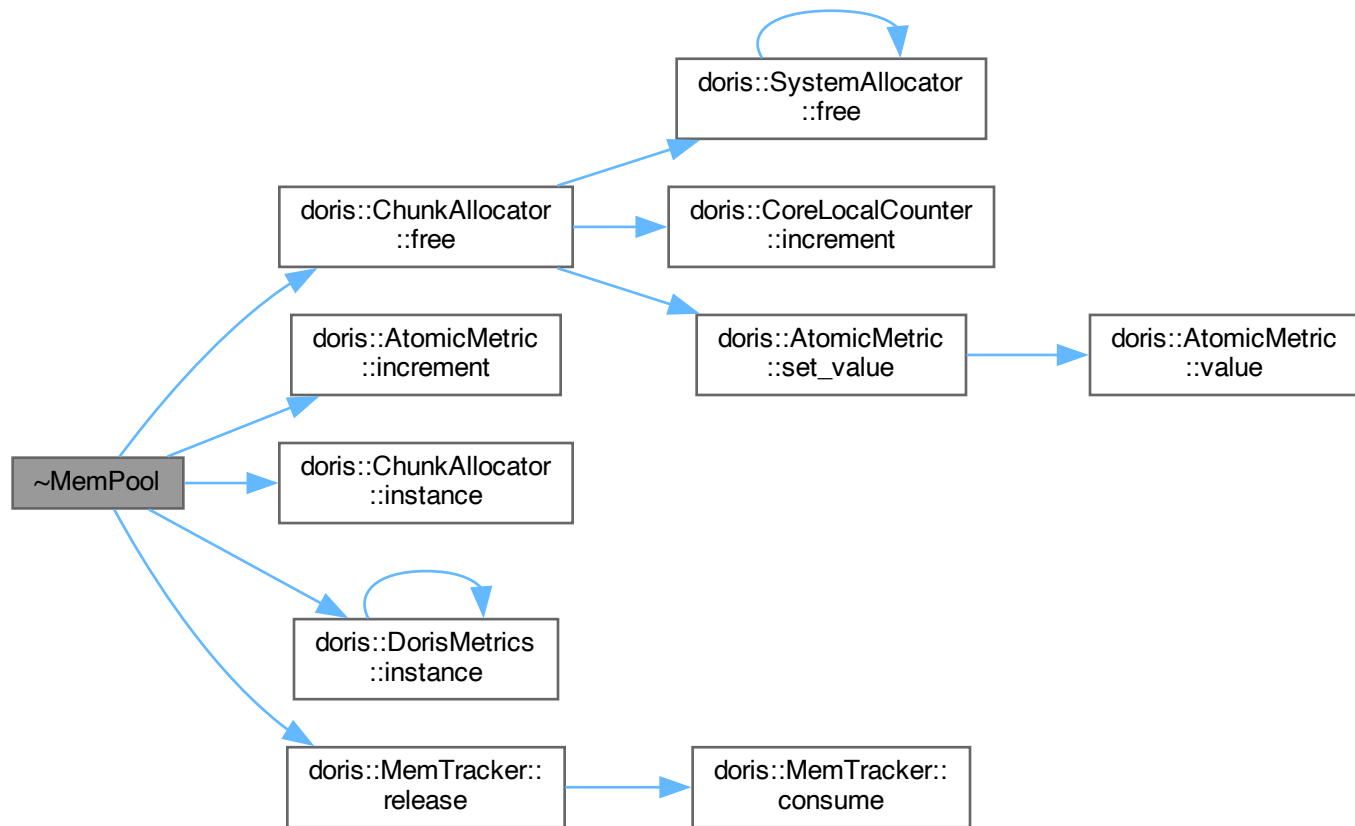 doris::SystemAllocator
::free
doris::ChunkAllocator
::free
doris::CoreLocalCounter
::increment
doris::AtomicMetric
::increment
doris::AtomicMetric
::set_value
doris::AtomicMetric
::value
~MemPool
doris::ChunkAllocator
::instance
doris::DorisMetrics
::instance
doris::MemTracker::
release
doris::MemTracker::
consume